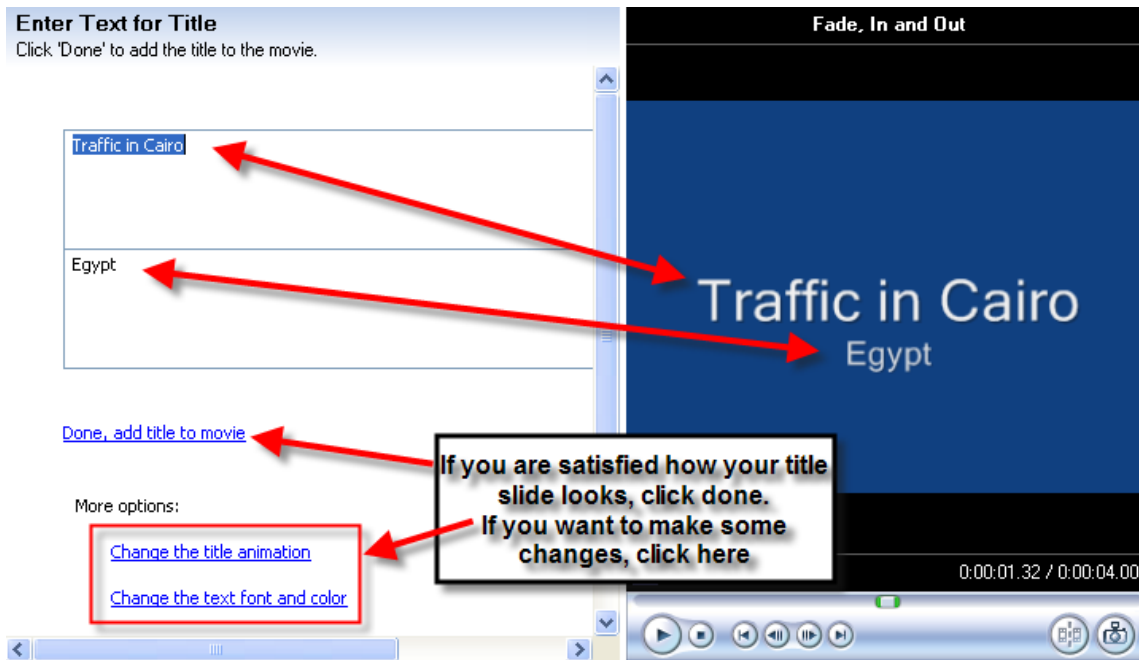 Enter Text for Title
Click 'Done' to add the title to the movie.
Traffic in Cairo
Egypt
Done, add title to movie
More options:
Change the title animation
Change the text font and color
If you are satisfied how your title
slide looks, click done.
If you want to make some
changes, click here
Fade, In and Out
Traffic in Cairo
Egypt
0:00:01.32 / 0:00:04.00